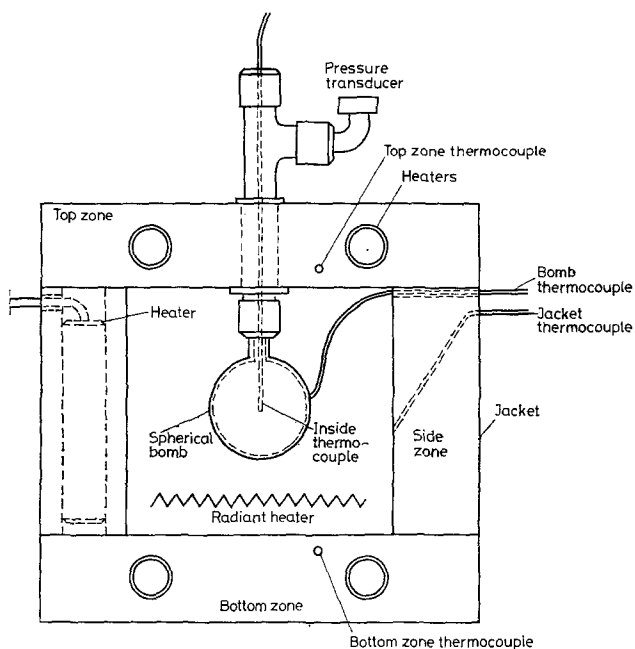 Pressure
transducer
Top zone thermocouple
Heaters
Top zone
Bomb
thermocouple
Heater
Jacket
thermocouple
Jacket
Spherical
bomb
Inside
thermo-
couple
Side
zone
Radiant heater
Bottom zone
Bottom zone thermocouple